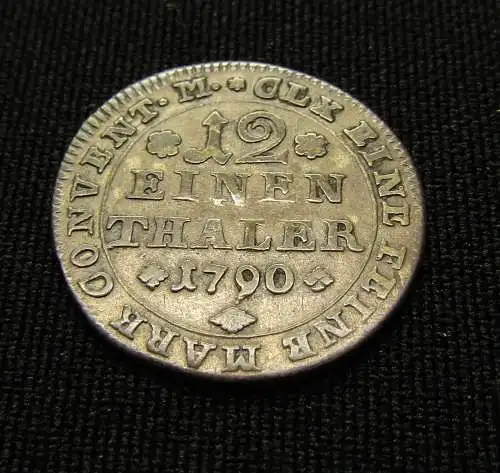 CLX EINE FEINE MARK CONVENT. M.
12
EINEN
THALER
1790